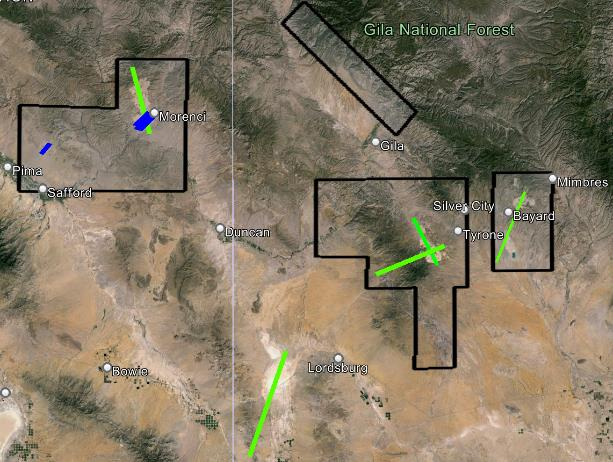 Gila National Forest
Morenci
Gila
Pima
Safford
Mimbres
Silver City
Bayard
Duncan
Tyrone
Lordsburg
Bowie